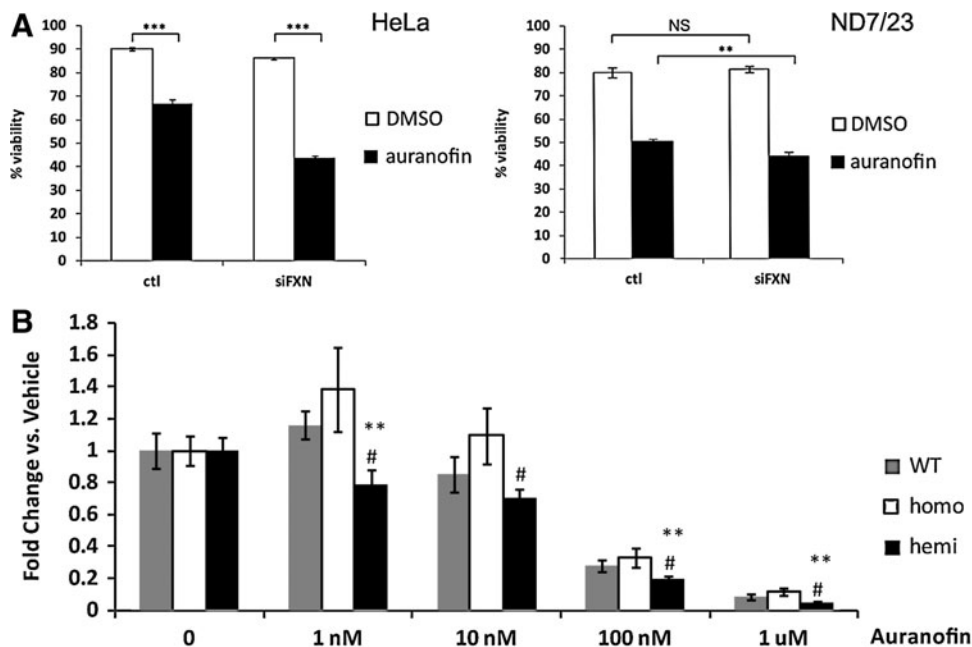 A
HeLa
ND7/23
***
***
NS
**
% viability
100
90
80
70
60
50
40
30
20
10
0
ctl
siFXN
DMSO
auranofin
% viability
100
90
80
70
60
50
40
30
20
10
0
ctl
siFXN
DMSO
auranofin
B
Fold Change vs. Vehicle
1.8
1.6
1.4
1.2
1
0.8
0.6
0.4
0.2
0
**
#
#
**
#
**
#
WT
homo
hemi
0
1 nM
10 nM
100 nM
1 uM
Auranofin